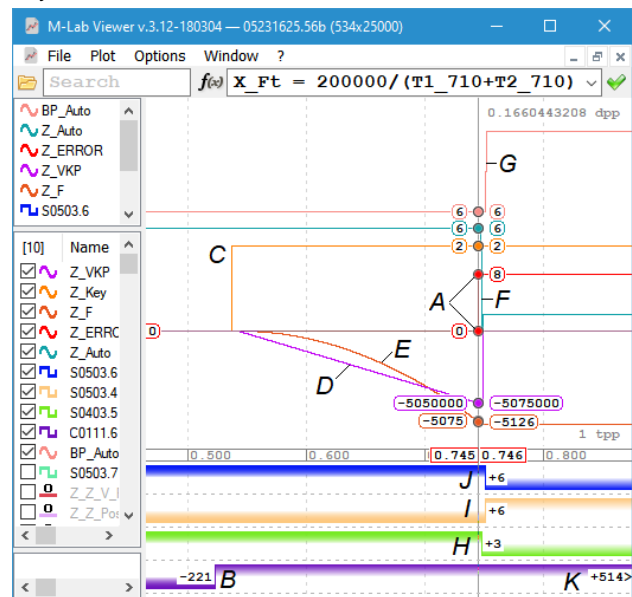 M-Lab Viewer v.3.12-180304 — 05231625.56b (534x25000)
File Plot Options Window ?
Search f(x) X_Ft = 200000/(T1_710+T2_710)
BP_Auto
Z_Auto
Z_ERROR
Z_VKP
Z_F
S0503.6
[10] Name
Z_VKP
Z_Key
Z_F
Z_ERRC
Z_Auto
S0503.6
S0503.4
S0403.5
C0111.6
BP_Auto
S0503.7
Z_Z_V_I
Z_Z_Pos
0.1660443208 dpp
G
6 6
6 6
C 2 2
8
A F
0) 0
E
D
-5050000 -5075000
-5075 -5126
1 tpp
0.500 0.600 0.745 0.746 0.800
J +6
I +6
H +3
-221 B K +514>